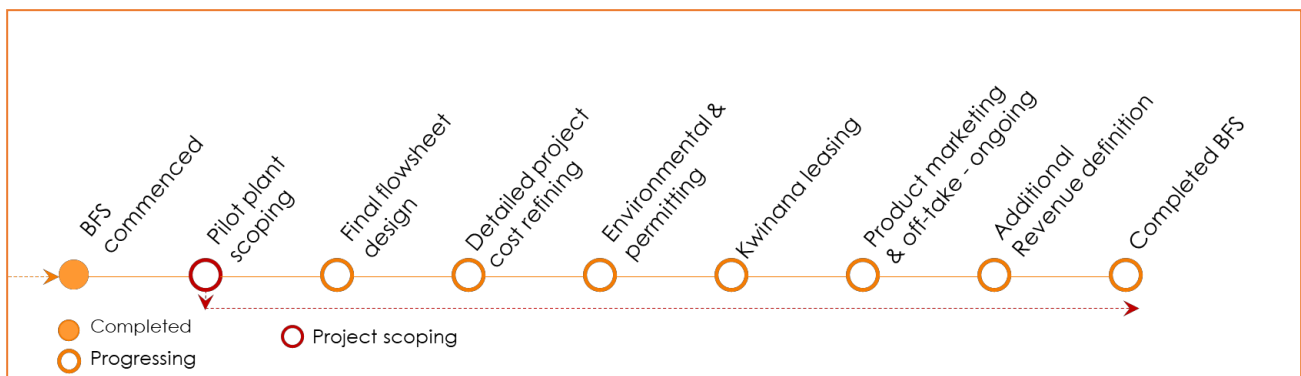 BFS
commenced
Pilot plant
scoping
Final flowsheet
design
Detailed project
cost refining
Environmental &
permitting
Kwinana leasing
Product marketing
& off-take - ongoing
Additional
Revenue definition
Completed BFS
Completed
Progressing
Project scoping